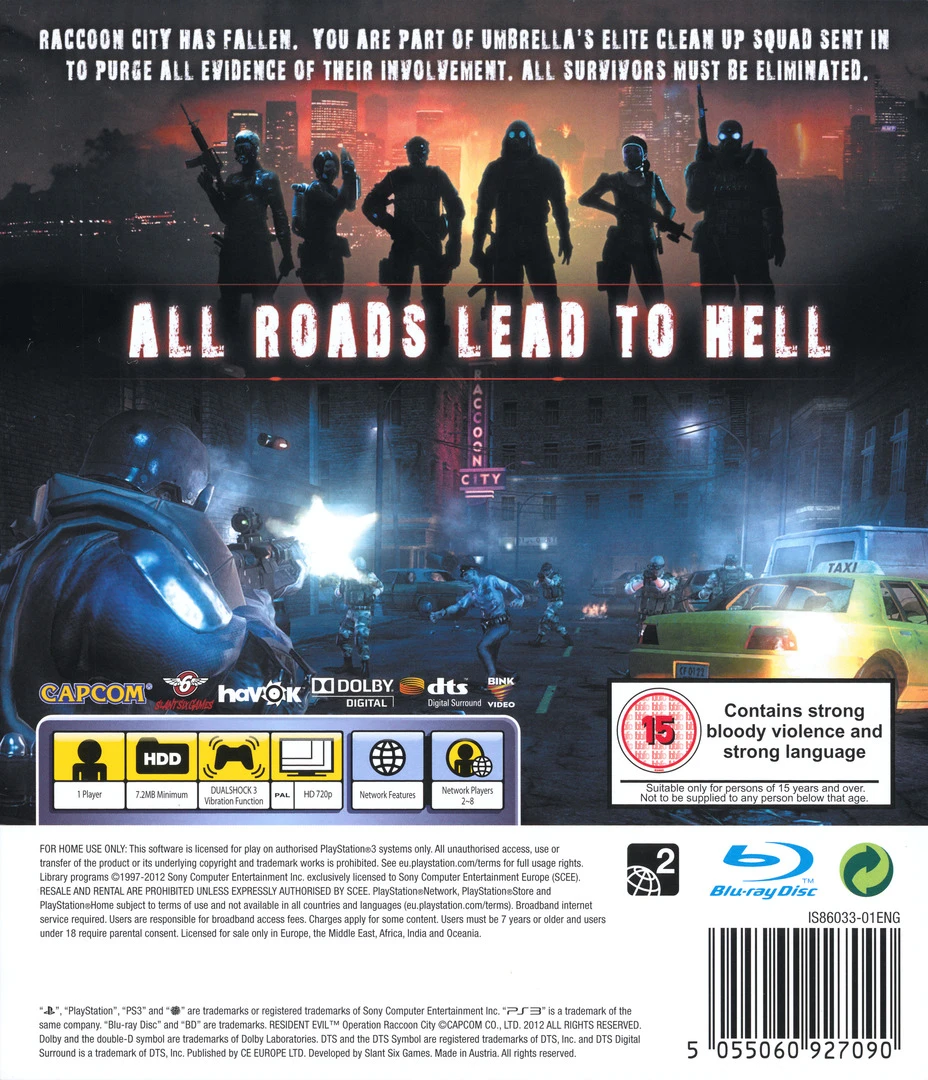 RACCOON CITY HAS FALLEN. YOU ARE PART OF UMBRELLA'S ELITE CLEAN UP SQUAD SENT IN
TO PURGE ALL EVIDENCE OF THEIR INVOLVEMENT. ALL SURVIVORS MUST BE ELIMINATED.
ALL ROADS LEAD TO HELL
RACCOON
CITY
TAXI
CAPCOM®
6
SLANT SIX GAMES
havok
DOLBY
DIGITAL
dts
Digital Surround
BINK
VIDEO
15
Contains strong
bloody violence and
strong language
Suitable only for persons of 15 years and over.
Not to be supplied to any person below that age.
HDD
1 Player
7.2MB Minimum
DUALSHOCK 3
Vibration Function
PAL
HD 720p
Network Features
Network Players
2~8
FOR HOME USE ONLY: This software is licensed for play on authorised PlayStation®3 systems only. All unauthorised access, use or
transfer of the product or its underlying copyright and trademark works is prohibited. See eu.playstation.com/terms for full usage rights.
Library programs ©1997-2012 Sony Computer Entertainment Inc. exclusively licensed to Sony Computer Entertainment Europe (SCEE).
RESALE AND RENTAL ARE PROHIBITED UNLESS EXPRESSLY AUTHORISED BY SCEE. PlayStation®Network, PlayStation®Store and
PlayStation®Home subject to terms of use and not available in all countries and languages (eu.playstation.com/terms). Broadband internet
service required. Users are responsible for broadband access fees. Charges apply for some content. Users must be 7 years or older and users
under 18 require parental consent. Licensed for sale only in Europe, the Middle East, Africa, India and Oceania.
2
Blu-ray Disc
TM
IS86033-01ENG
"", "PlayStation", "PS3" and "" are trademarks or registered trademarks of Sony Computer Entertainment Inc. "PS3" is a trademark of the
same company. "Blu-ray Disc" and "BD" are trademarks. RESIDENT EVIL™ Operation Raccoon City ©CAPCOM CO., LTD. 2012 ALL RIGHTS RESERVED.
Dolby and the double-D symbol are trademarks of Dolby Laboratories. DTS and the DTS Symbol are registered trademarks of DTS, Inc. and DTS Digital
Surround is a trademark of DTS, Inc. Published by CE EUROPE LTD. Developed by Slant Six Games. Made in Austria. All rights reserved.
5 055060 927090